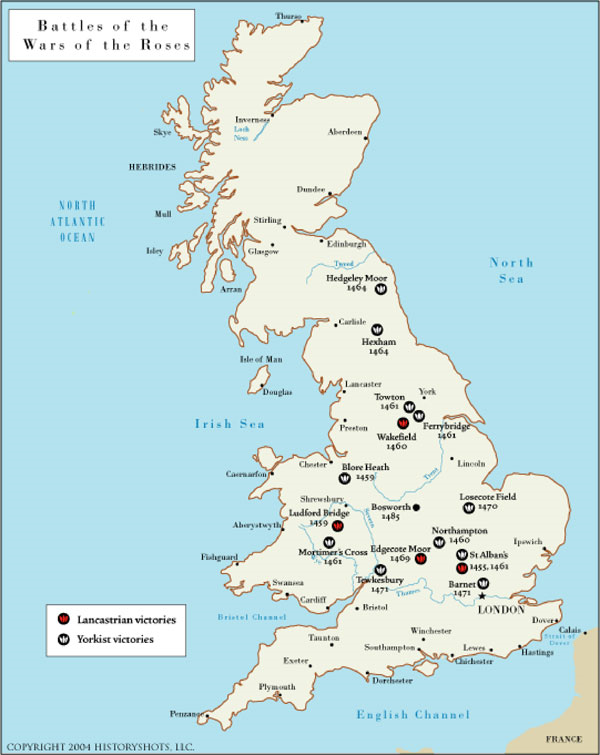 Battles of the
Wars of the Roses
Thurso
Inverness
Loch
Ness
Skye
Aberdeen
HEBRIDES
Dundee
NORTH
ATLANTIC
OCEAN
Mull
Stirling
Edinburgh
Isley
Glasgow
Tweed
North
Sea
Arran
Hedgeley Moor
1464
Carlisle
Hexham
1464
Isle of Man
Douglas
Lancaster
Towton
1461
York
Irish Sea
Preston
Wakefield
1460
Ferrybridge
1461
Chester
Blore Heath
1459
Trent
Lincoln
Caernarfon
Shrewsbury
Losecote Field
1470
Ludford Bridge
1459
Severn
Bosworth
1485
Aberystwyth
Northampton
1460
Ipswich
Mortimer's Cross
1461
Wye
Edgecote Moor
1469
St Alban's
1455, 1461
Fishguard
Tewkesbury
1471
Barnet
1471
Swansea
Thames
LONDON
Cardiff
Bristol
Bristol Channel
Lancastrian victories
Yorkist victories
Dover
Calais
Strait of
Dover
Taunton
Winchester
Southampton
Lewes
Hastings
Chichester
Exeter
Dorchester
Plymouth
Penzance
English Channel
FRANCE
COPYRIGHT 2004 HISTORYSHOTS, LLC.